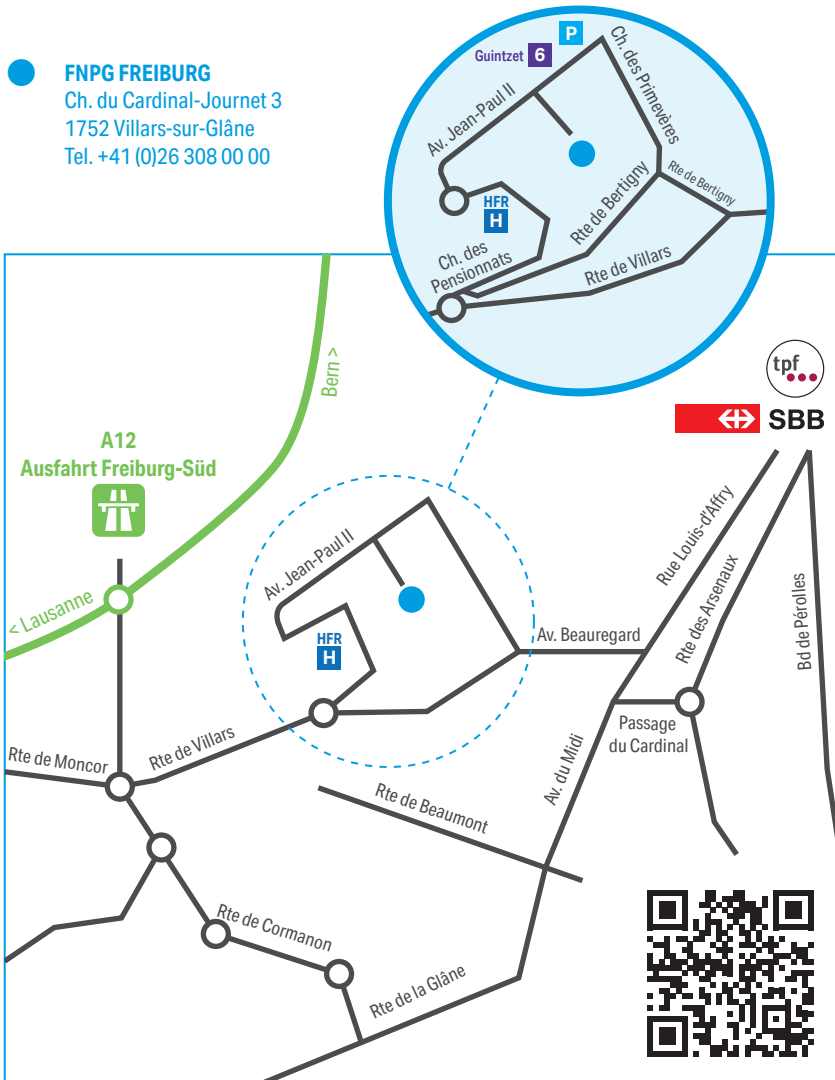 FNPG FREIBURG
Ch. du Cardinal-Journet 3
1752 Villars-sur-Glâne
Tel. +41 (0)26 308 00 00
P
Guintzet 6
Ch. des Primevères
Av. Jean-Paul II
HFR
H
Rte de Bertigny
Rte de Bertigny
Ch. des
Pensionnats
Rte de Villars
Bern >
tpf
SBB
A12
Ausfahrt Freiburg-Süd
< Lausanne
Av. Jean-Paul II
HFR
H
Rue Louis-d'Affry
Rte des Arsenaux
Bd de Pérolles
Av. Beauregard
Passage
du Cardinal
Rte de Moncor
Rte de Villars
Av. du Midi
Rte de Beaumont
Rte de Cormanon
Rte de la Glâne